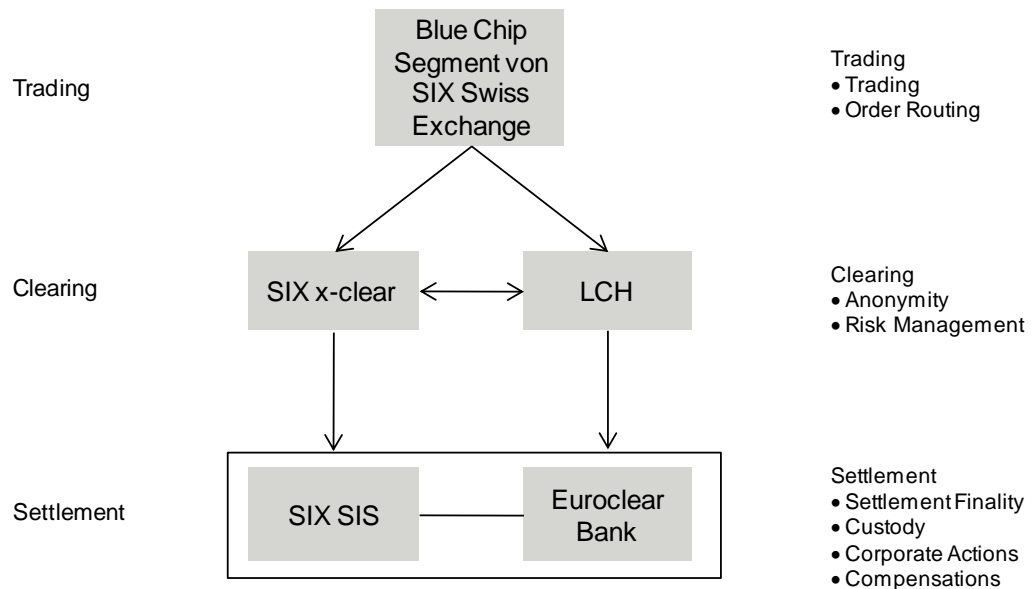 Blue Chip
Segment von
SIX Swiss
Exchange
Trading
Trading
• Trading
• Order Routing
Clearing
SIX x-clear
LCH
Clearing
• Anonymity
• Risk Management
Settlement
SIX SIS
Euroclear
Bank
Settlement
• Settlement Finality
• Custody
• Corporate Actions
• Compensations